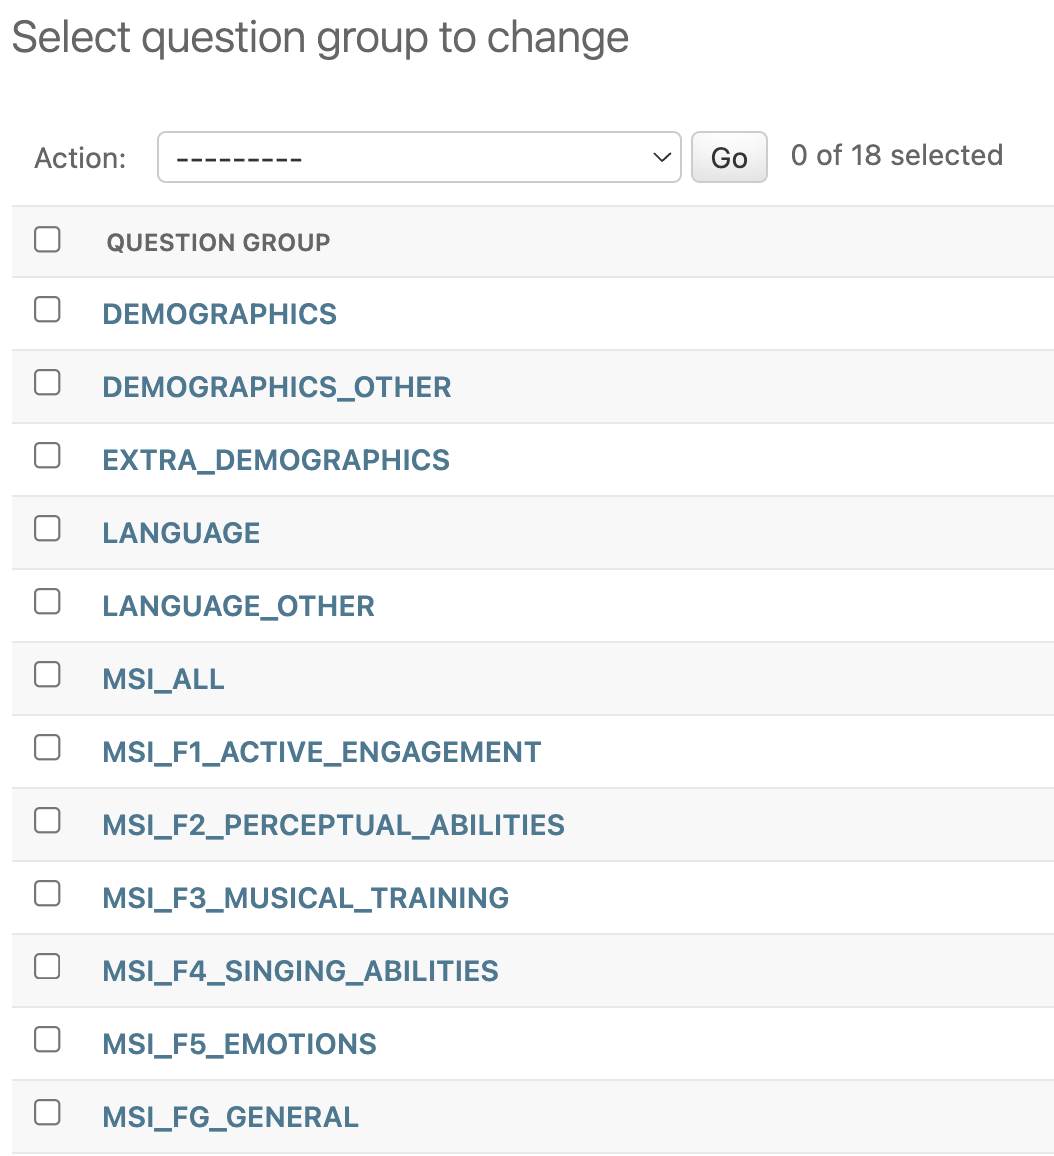 Select question group to change
Action: --------- Go 0 of 18 selected
QUESTION GROUP
DEMOGRAPHICS
DEMOGRAPHICS_OTHER
EXTRA_DEMOGRAPHICS
LANGUAGE
LANGUAGE_OTHER
MSI_ALL
MSI_F1_ACTIVE_ENGAGEMENT
MSI_F2_PERCEPTUAL_ABILITIES
MSI_F3_MUSICAL_TRAINING
MSI_F4_SINGING_ABILITIES
MSI_F5_EMOTIONS
MSI_FG_GENERAL